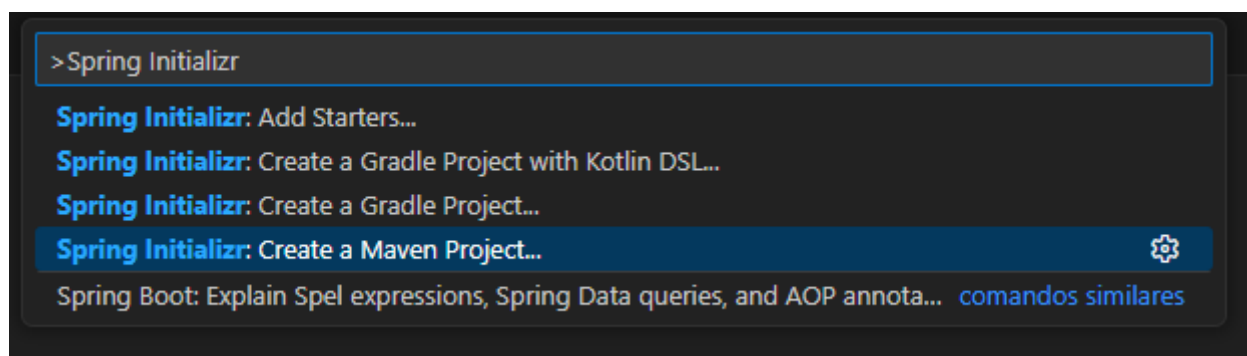 >Spring Initializr
Spring Initializr: Add Starters...
Spring Initializr: Create a Gradle Project with Kotlin DSL...
Spring Initializr: Create a Gradle Project...
Spring Initializr: Create a Maven Project...
Spring Boot: Explain Spel expressions, Spring Data queries, and AOP annota... comandos similares